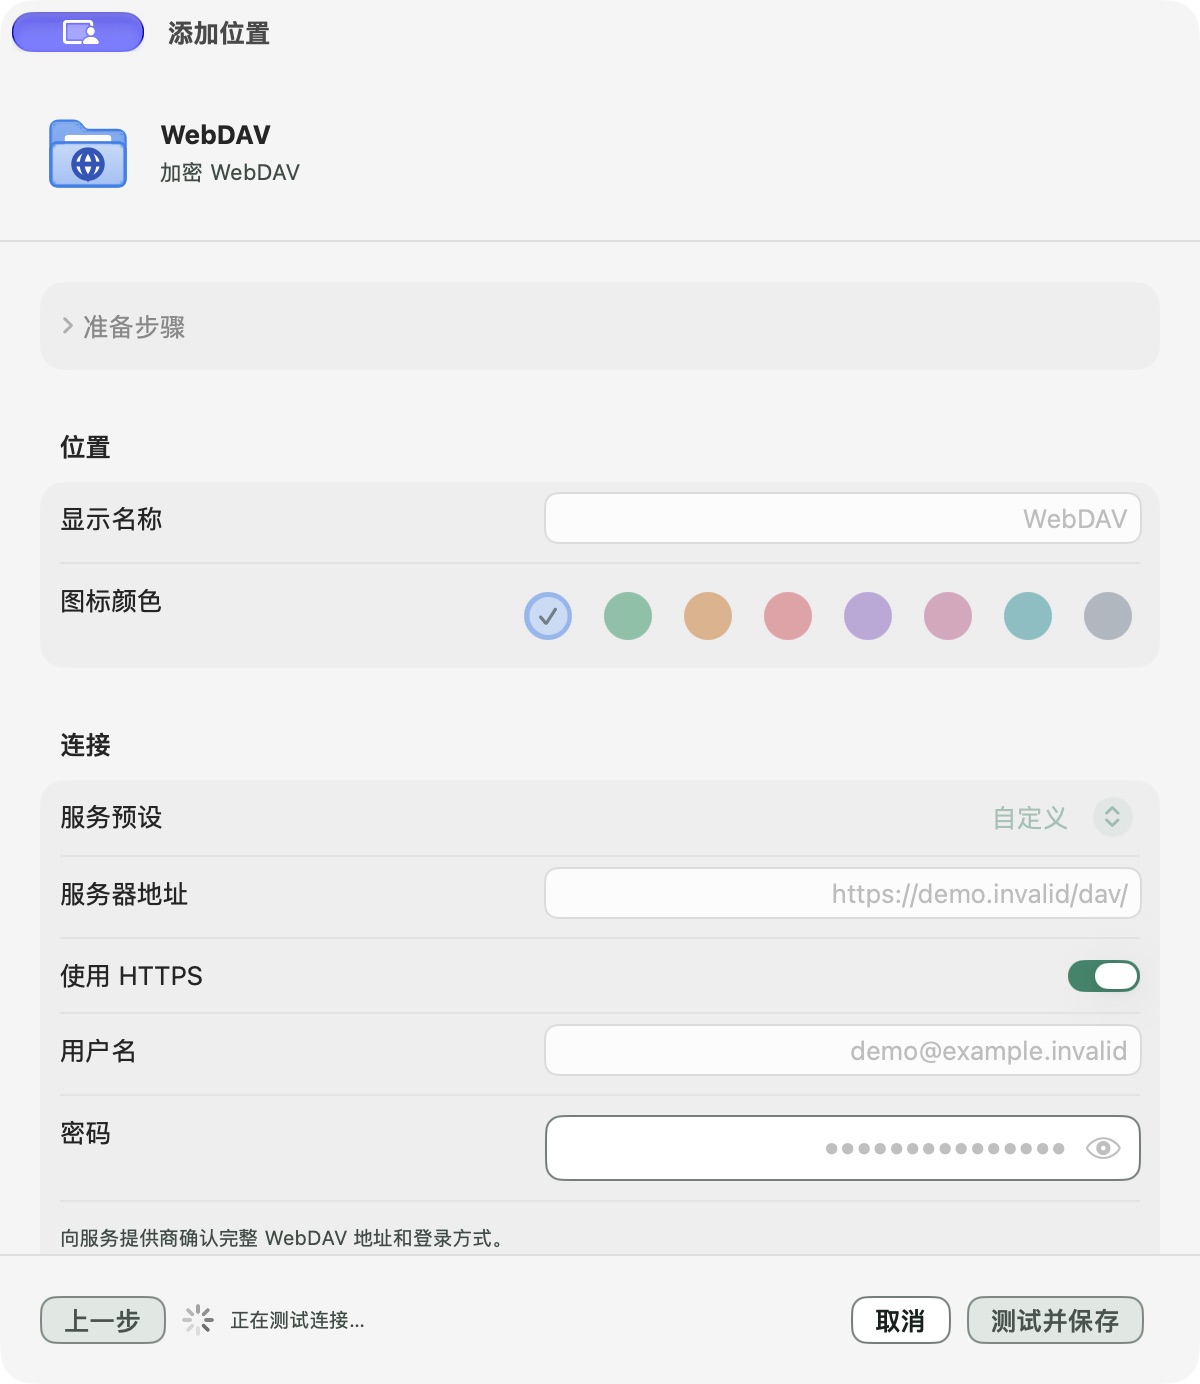 添加位置
WebDAV
加密 WebDAV
准备步骤
位置
显示名称
WebDAV
图标颜色
连接
服务预设
自定义
服务器地址
https://demo.invalid/dav/
使用 HTTPS
用户名
demo@example.invalid
密码
向服务提供商确认完整 WebDAV 地址和登录方式。
上一步
正在测试连接...
取消
测试并保存